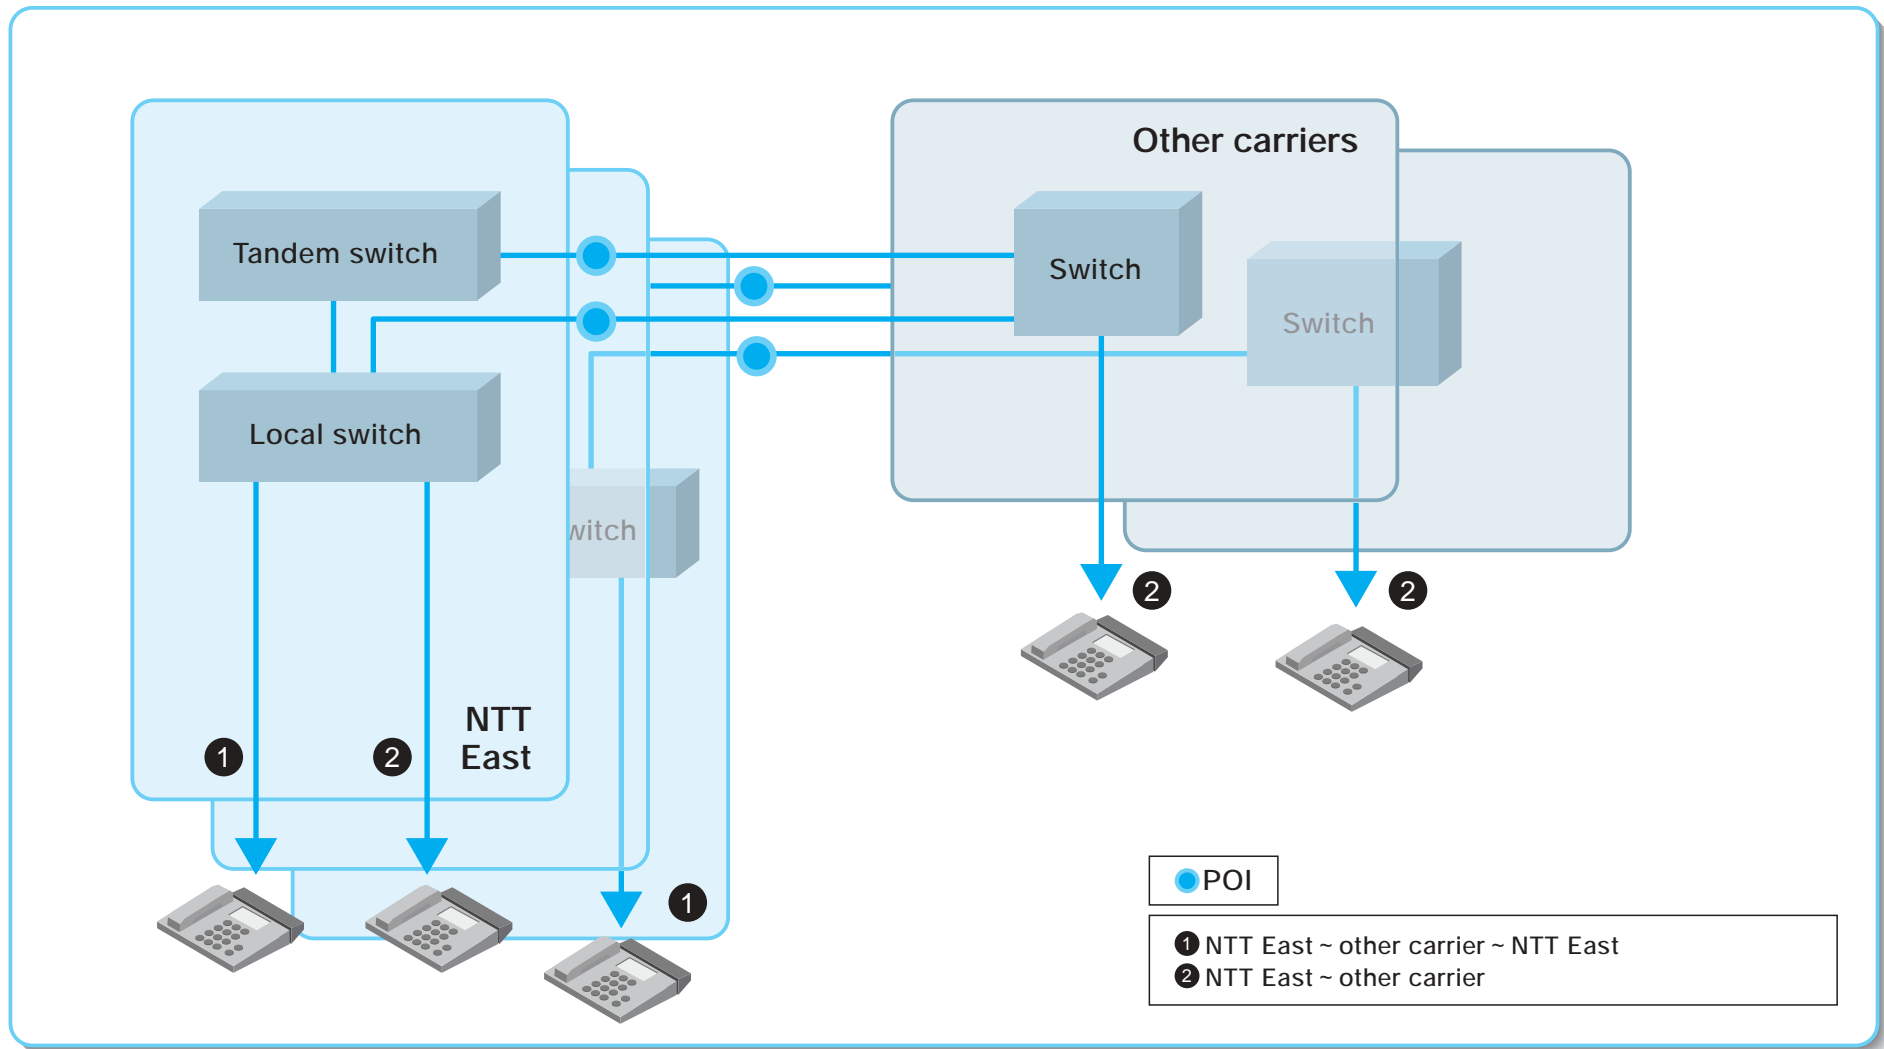 Other carriers
Tandem switch
Switch
Switch
Local switch
witch
2
2
NTT
East
1
2
1
POI
1 NTT East ~ other carrier ~ NTT East
2 NTT East ~ other carrier